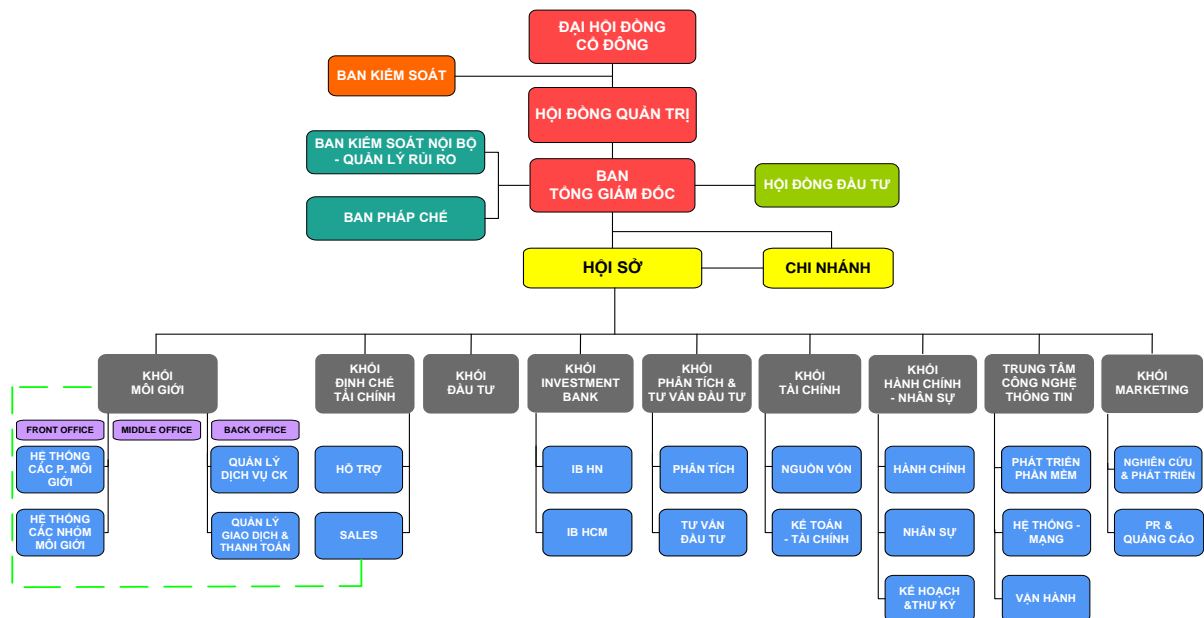 ĐẠI HỘI ĐỒNG
CỔ ĐÔNG
BAN KIỂM SOÁT
HỘI ĐỒNG QUẢN TRỊ
BAN KIỂM SOÁT NỘI BỘ
- QUẢN LÝ RỦI RO
BAN
TỔNG GIÁM ĐỐC
HỘI ĐỒNG ĐẦU TƯ
BAN PHÁP CHẾ
HỘI SỞ
CHI NHÁNH
KHỐI
MÔI GIỚI
KHỐI
ĐỊNH CHẾ
TÀI CHÍNH
KHỐI
ĐẦU TƯ
KHỐI
INVESTMENT
BANK
KHỐI
PHÂN TÍCH &
TƯ VẤN ĐẦU TƯ
KHỐI
TÀI CHÍNH
KHỐI
HÀNH CHÍNH
- NHÂN SỰ
TRUNG TÂM
CÔNG NGHỆ
THÔNG TIN
KHỐI
MARKETING
FRONT OFFICE
MIDDLE OFFICE
BACK OFFICE
HỆ THỐNG
CÁC P. MÔI
GIỚI
QUẢN LÝ
DỊCH VỤ CK
HỖ TRỢ
IB HN
PHÂN TÍCH
NGUỒN VỐN
HÀNH CHÍNH
PHÁT TRIỂN
PHẦN MỀM
NGHIÊN CỨU
& PHÁT TRIỂN
HỆ THỐNG
CÁC NHÓM
MÔI GIỚI
QUẢN LÝ
GIAO DỊCH &
THANH TOÁN
SALES
IB HCM
TƯ VẤN
ĐẦU TƯ
KẾ TOÁN
- TÀI CHÍNH
NHÂN SỰ
HỆ THỐNG -
MẠNG
PR &
QUẢNG CÁO
KẾ HOẠCH
&THƯ KÝ
VẬN HÀNH